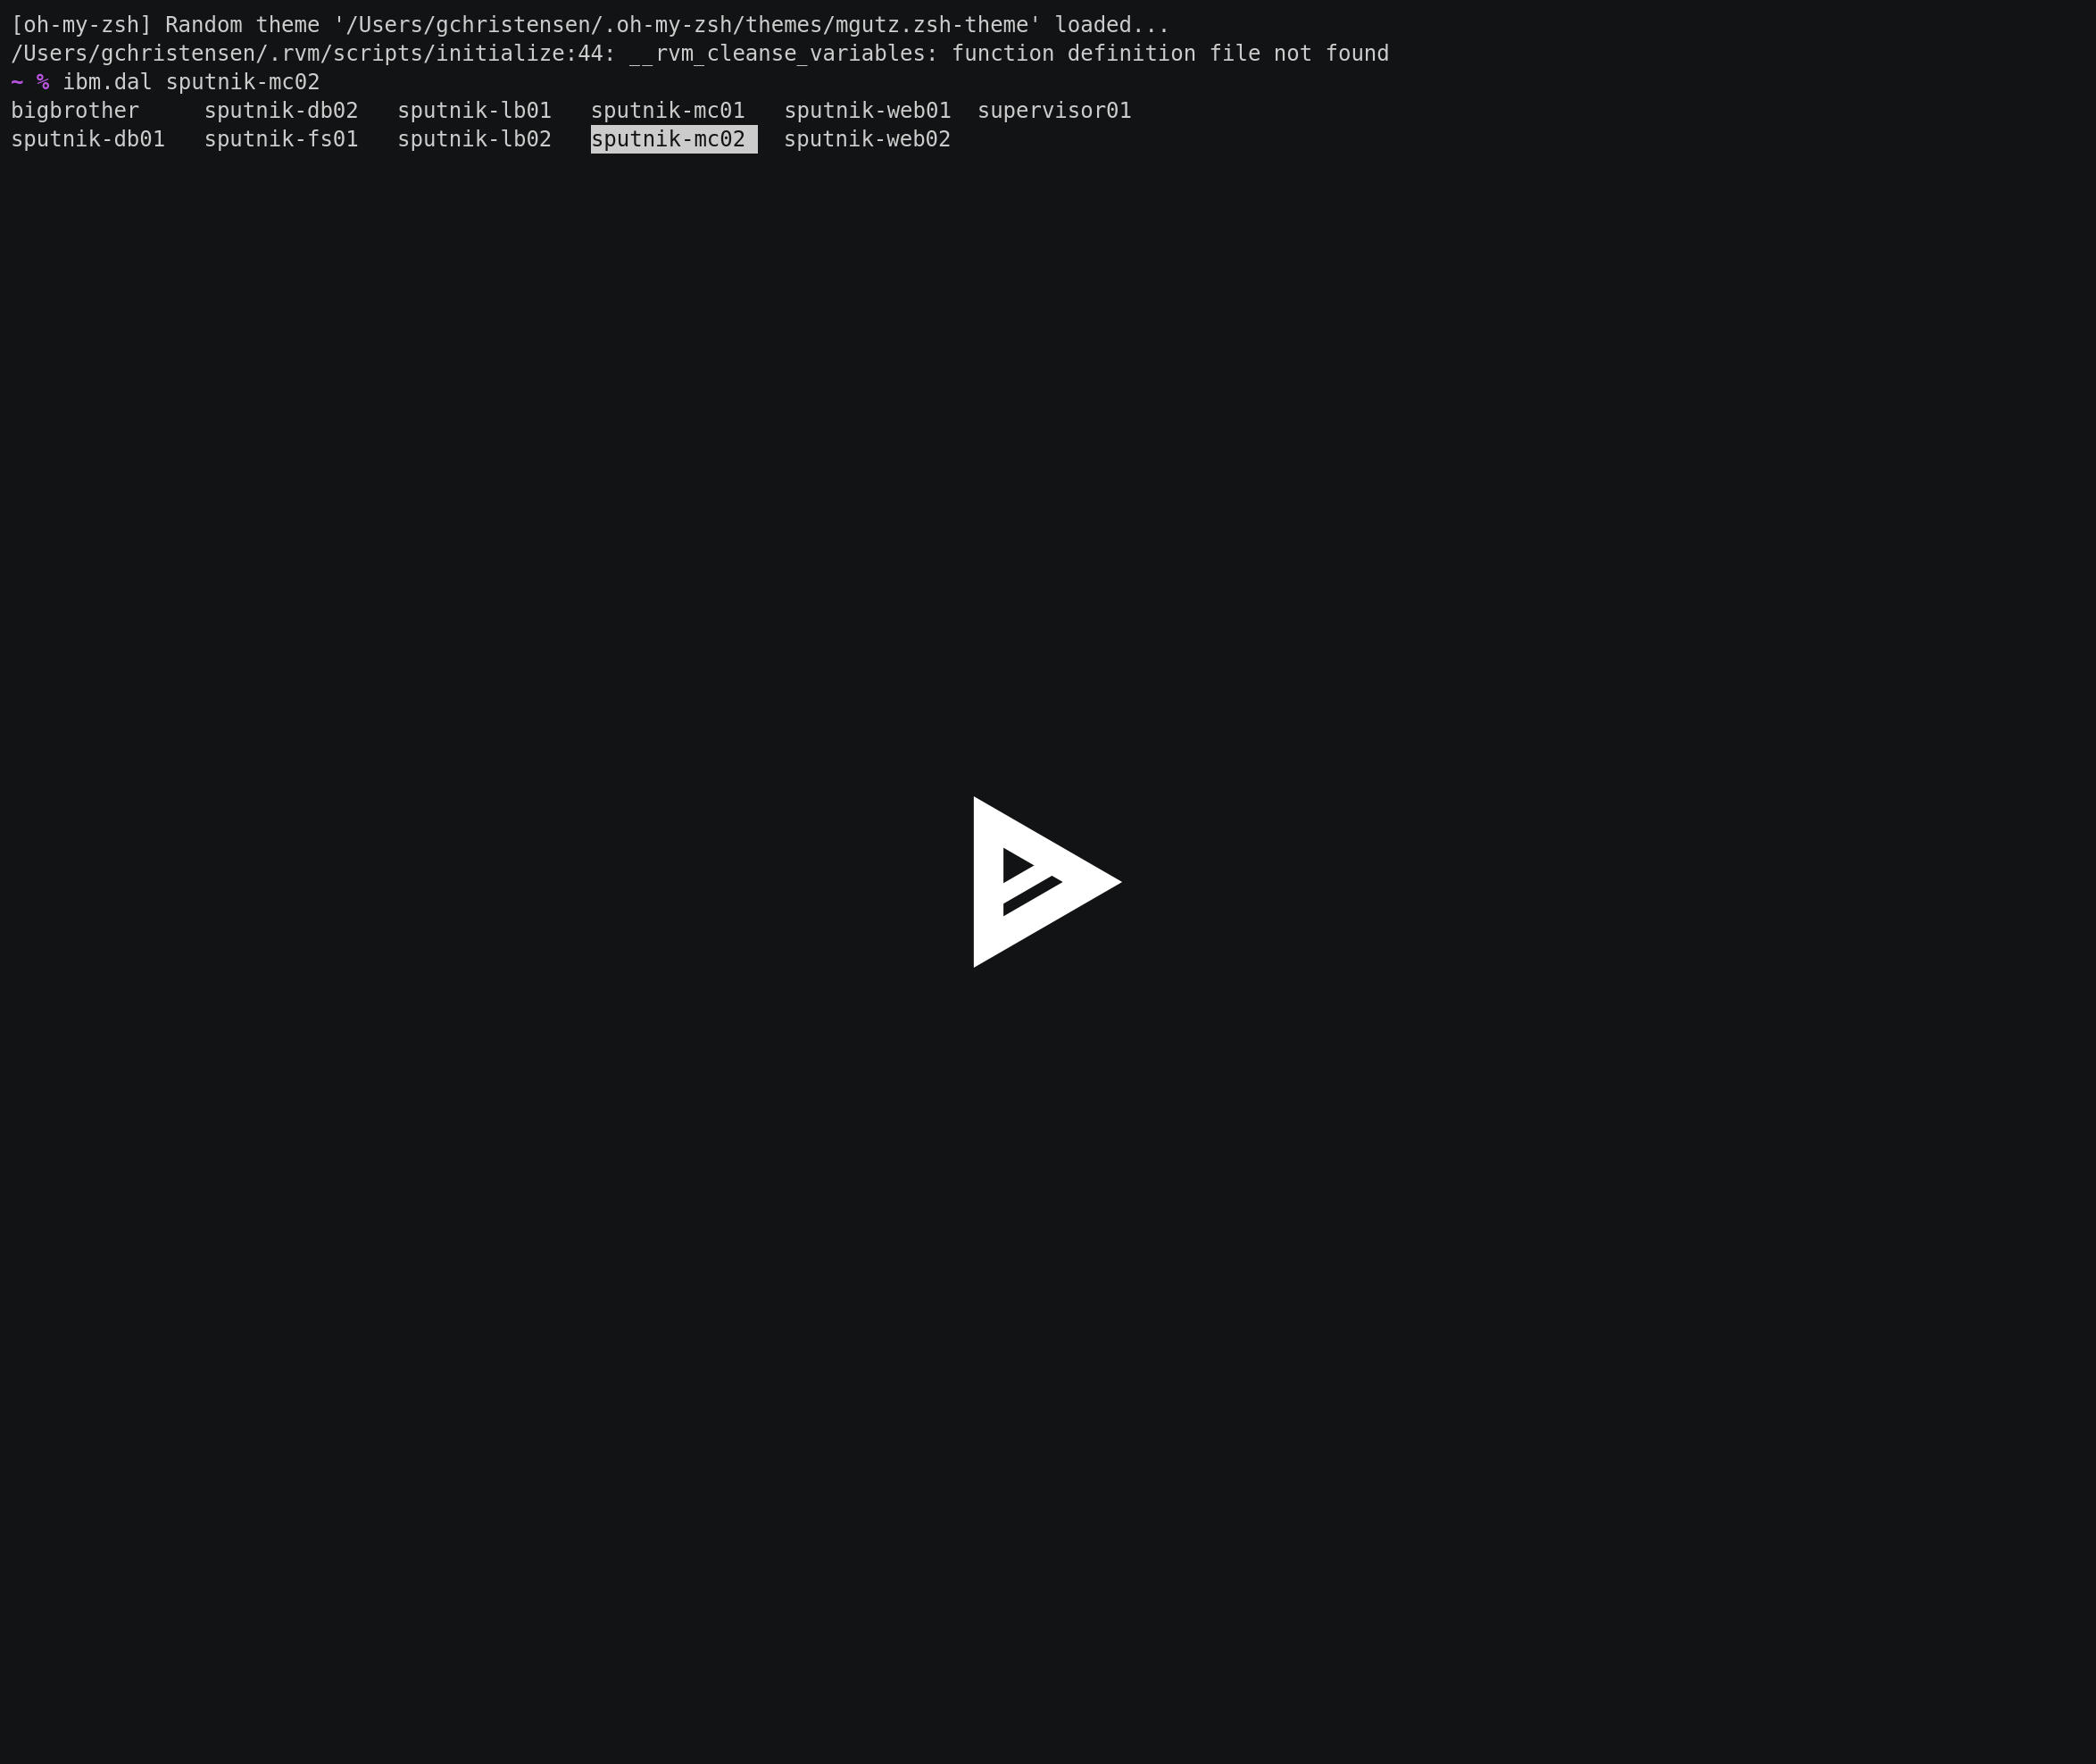 [oh-my-zsh] Random theme '/Users/gchristensen/.oh-my-zsh/themes/mgutz.zsh-theme' loaded...
/Users/gchristensen/.rvm/scripts/initialize:44: __rvm_cleanse_variables: function definition file not found
~ % ibm.dal sputnik-mc02
bigbrother     sputnik-db02   sputnik-lb01   sputnik-mc01   sputnik-web01  supervisor01
sputnik-db01   sputnik-fs01   sputnik-lb02   sputnik-mc02   sputnik-web02